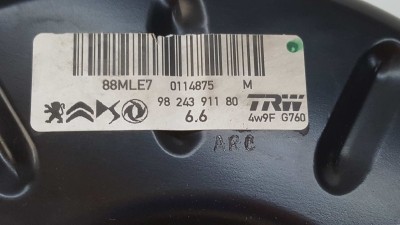 88MLE7 0114875 M
98 243 911 80 TRW
6.6 4w9F G760
ARC